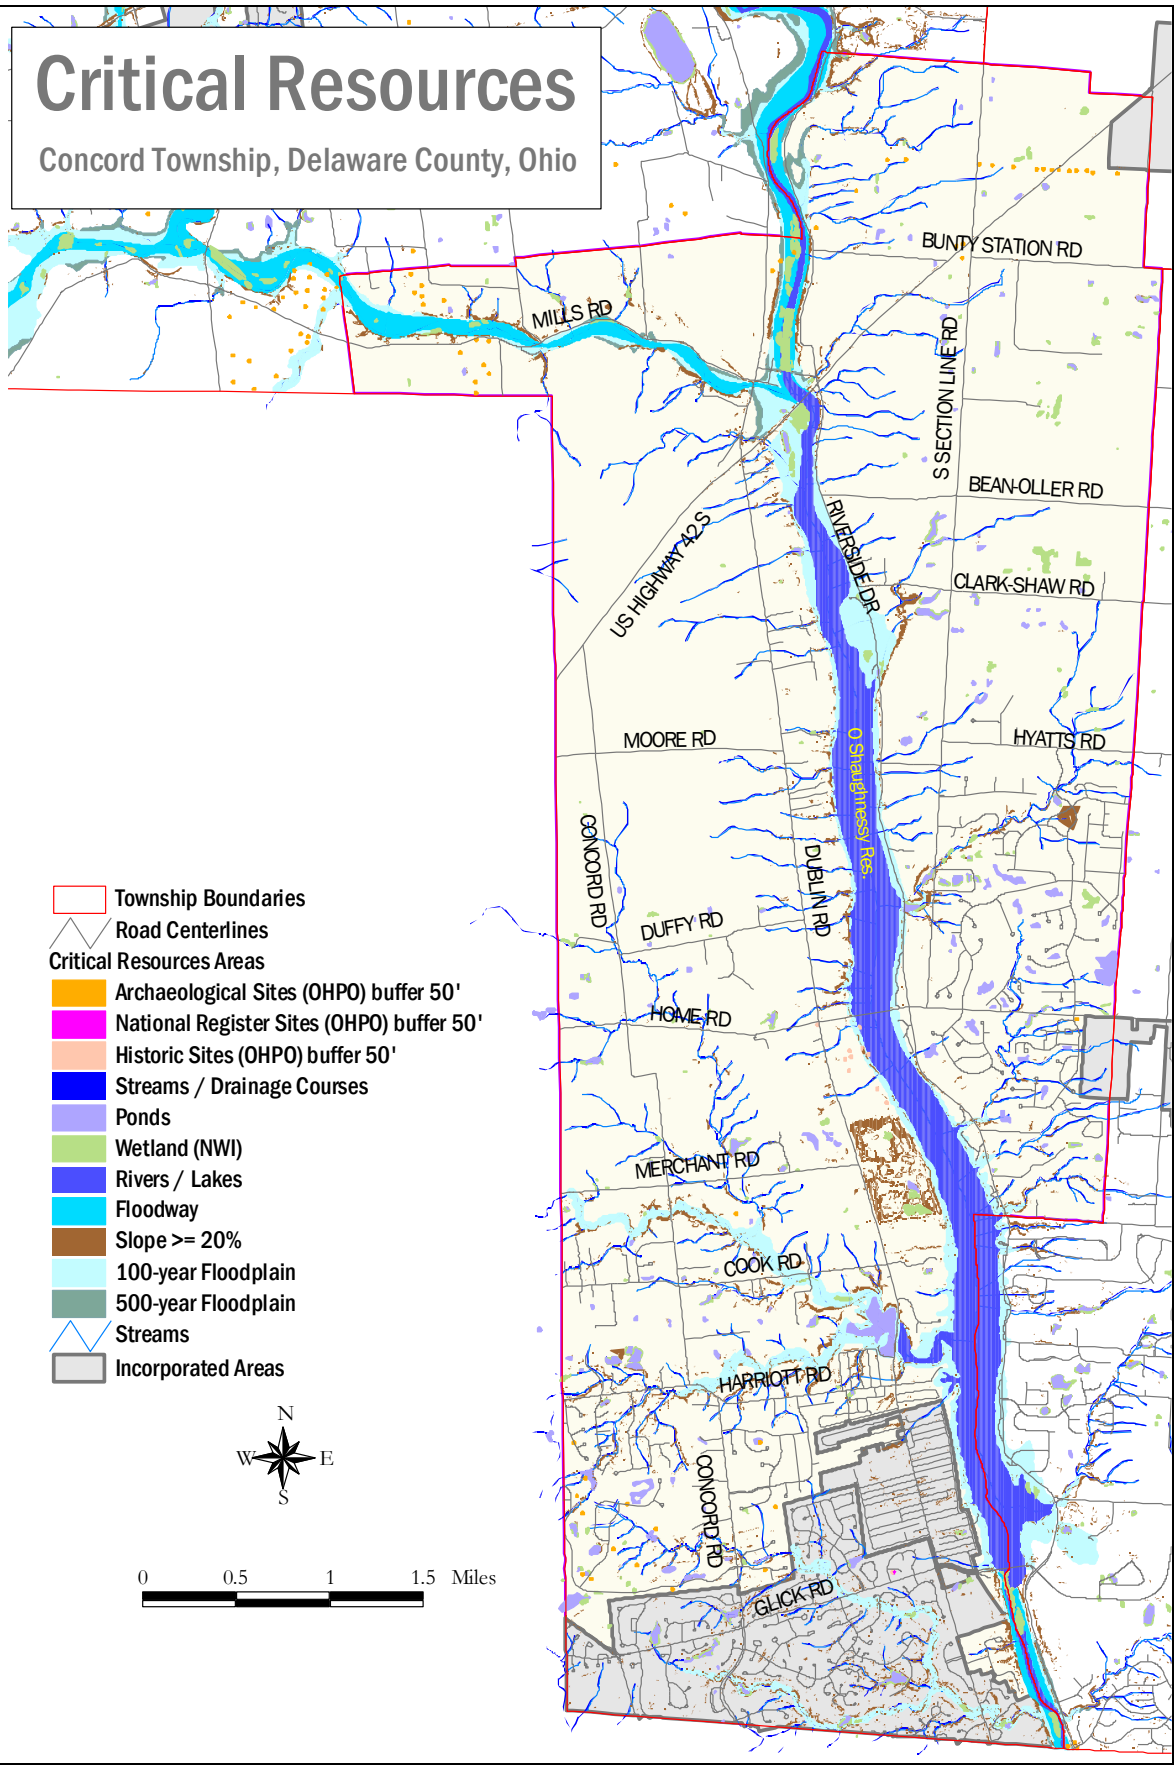 Critical Resources
Concord Township, Delaware County, Ohio
BUNTY STATION RD
MILLS RD
S SECTION LINE RD
BEAN-OLLER RD
RIVERSIDE DR
US HIGHWAY 42 S
CLARK-SHAW RD
MOORE RD
HYATTS RD
O Shaughnessy Res.
CONCORD RD
DUBLIN RD
DUFFY RD
HOME RD
MERCHANT RD
COOK RD
HARRIOTT RD
CONCORD RD
GLICK RD
Township Boundaries
Road Centerlines
Critical Resources Areas
Archaeological Sites (OHPO) buffer 50'
National Register Sites (OHPO) buffer 50'
Historic Sites (OHPO) buffer 50'
Streams / Drainage Courses
Ponds
Wetland (NWI)
Rivers / Lakes
Floodway
Slope >= 20%
100-year Floodplain
500-year Floodplain
Streams
Incorporated Areas
N
W E
S
0 0.5 1 1.5 Miles